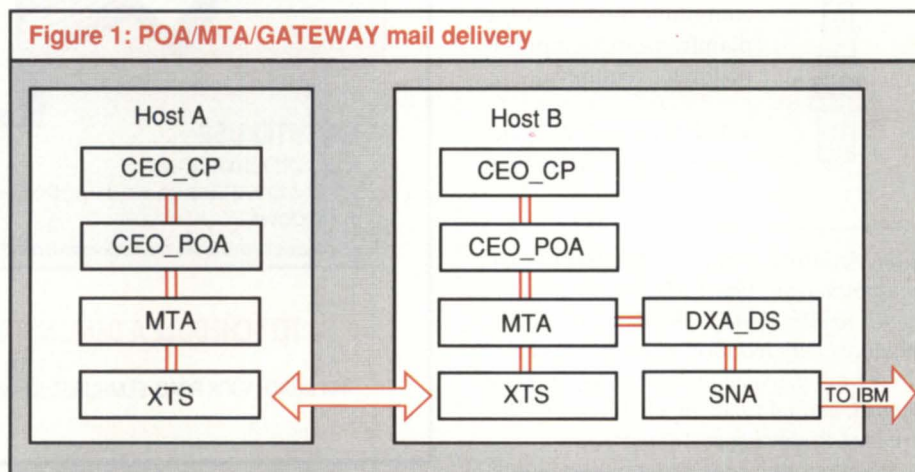 Figure 1: POA/MTA/GATEWAY mail delivery
Host A
CEO_CP
CEO_POA
MTA
XTS
Host B
CEO_CP
CEO_POA
MTA
DXA_DS
XTS
SNA
TO IBM